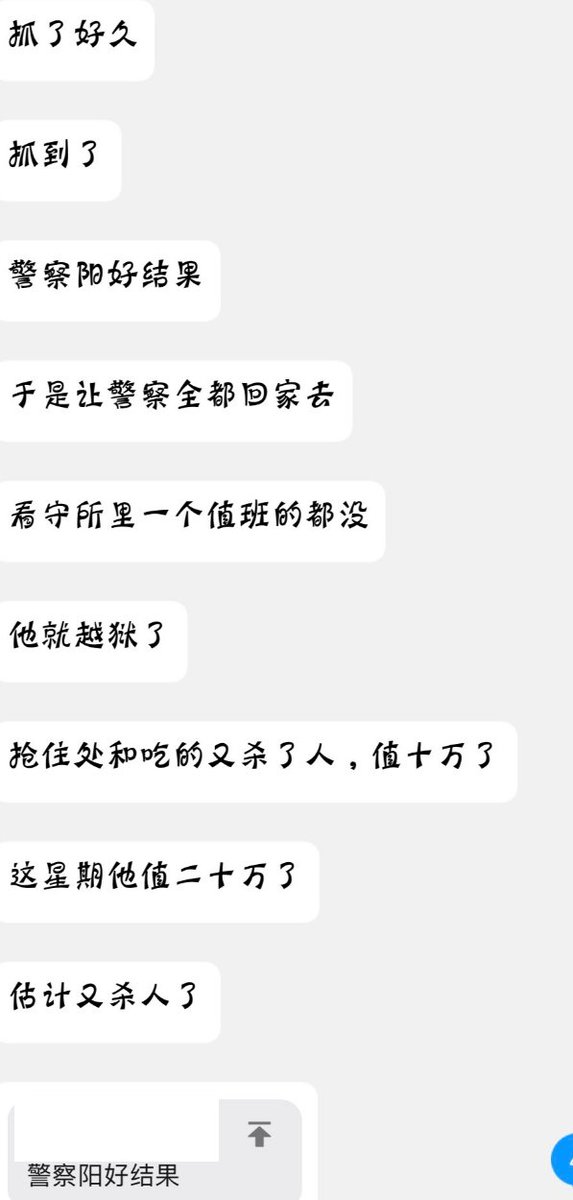 抓了好久
抓到了
警察阳好结果
于是让警察全都回家去
看守所里一个值班的都没
他就越狱了
抢住处和吃的又杀了人，值十万了
这星期他值二十万了
估计又杀人了
警察阳好结果